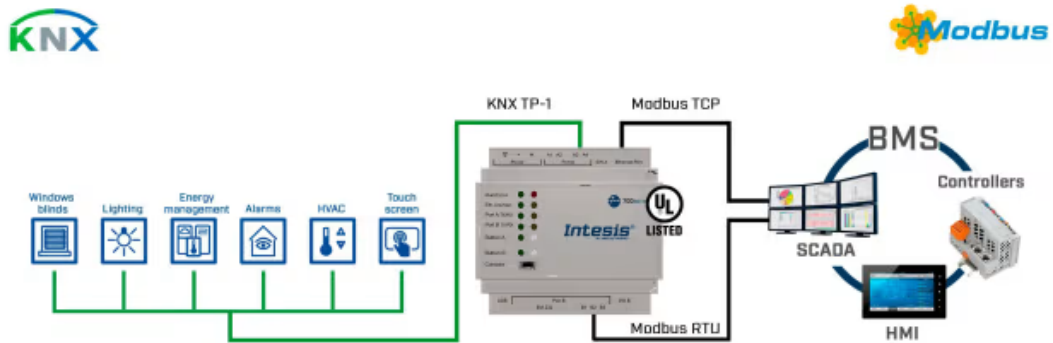 KNX
Modbus
KNX TP-1
Modbus TCP
BMS
Windows
blinds
Lighting
Energy
management
Alarms
HVAC
Touch
screen
Controllers
Intesis
UL
LISTED
SCADA
HMI
Modbus RTU